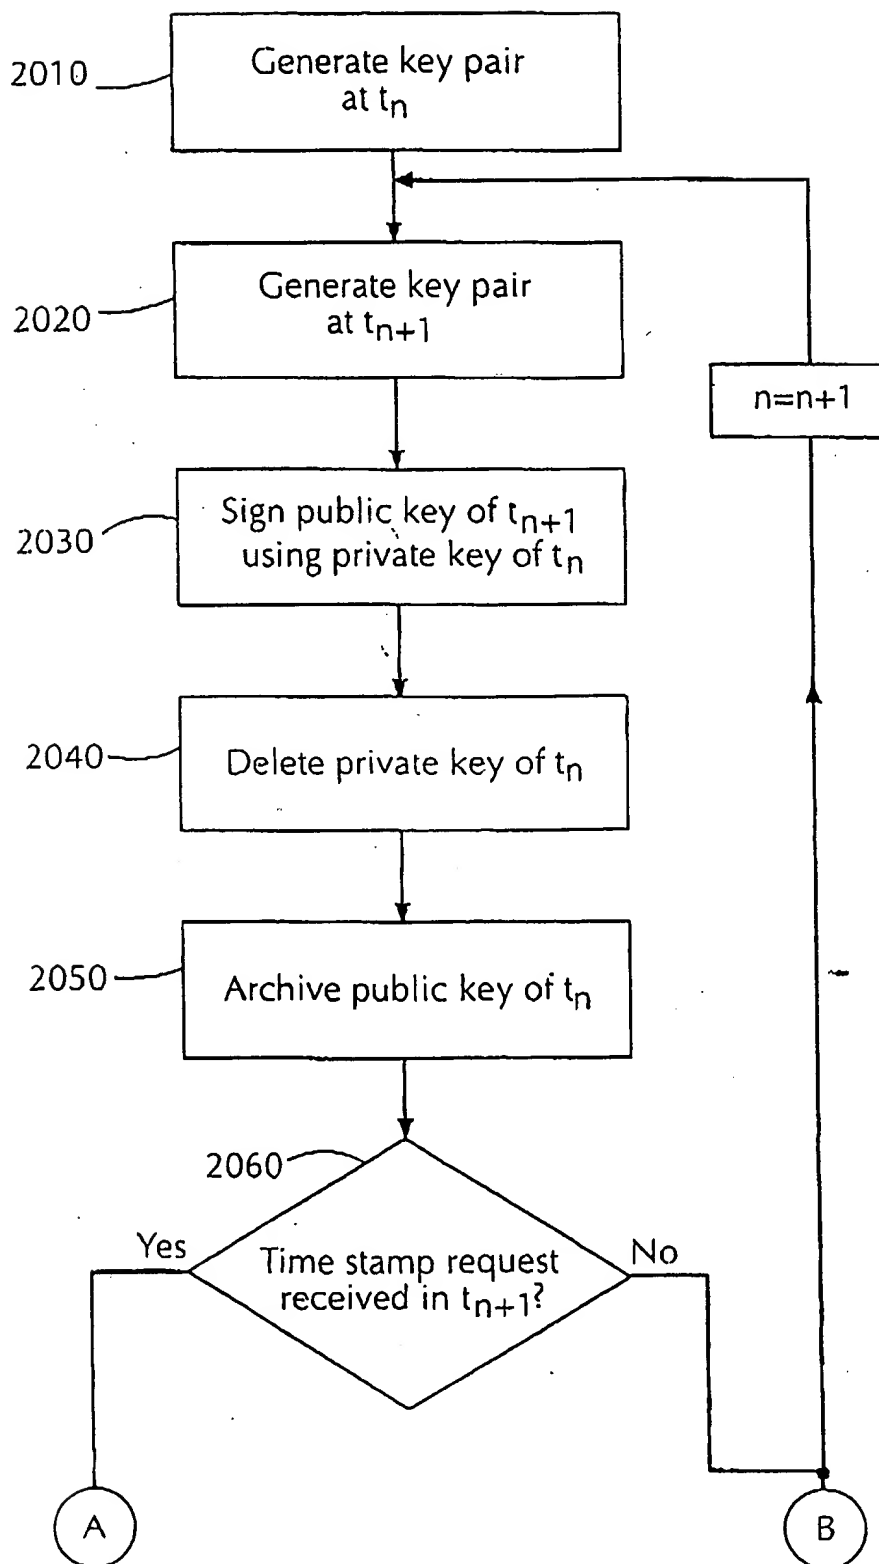 2010
Generate key pair
at tn
2020
Generate key pair
at tn+1
n=n+1
2030
Sign public key of tn+1
using private key of tn
2040
Delete private key of tn
2050
Archive public key of tn
2060
Yes
Time stamp request
received in tn+1?
No
A
B